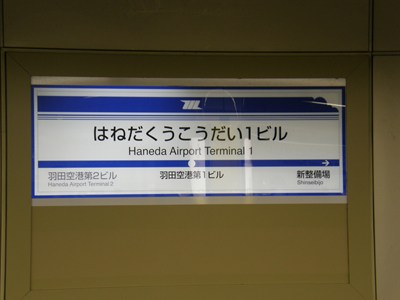 はねだくうこうだい1ビル
Haneda Airport Terminal 1
羽田空港第2ビル 羽田空港第1ビル 新整備場
Haneda Airport Terminal 2 Shinseibijo